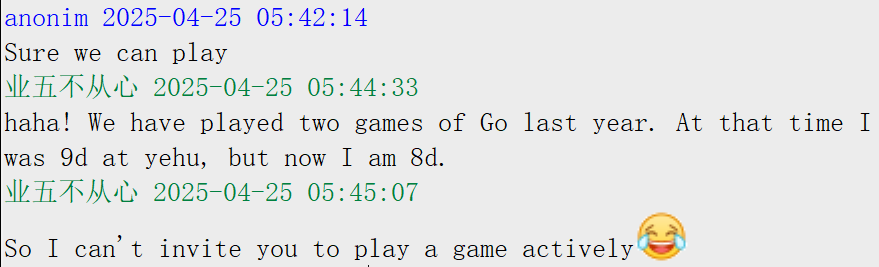 anonim 2025-04-25 05:42:14
Sure we can play
业五不从心 2025-04-25 05:44:33
haha! We have played two games of Go last year. At that time I
was 9d at yehu, but now I am 8d.
业五不从心 2025-04-25 05:45:07
So I can't invite you to play a game actively😂